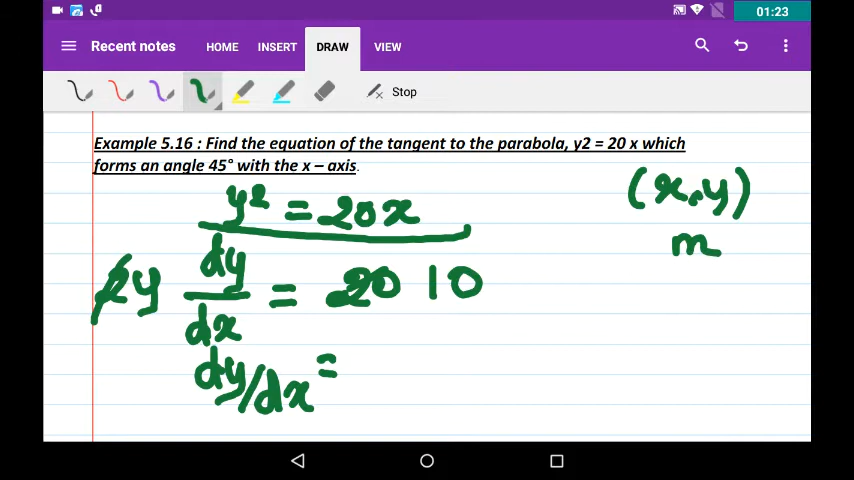 01:23
Recent notes HOME INSERT DRAW VIEW
Stop
Example 5.16 : Find the equation of the tangent to the parabola, y2 = 20 x which
forms an angle 45° with the x – axis.
y² = 20x
(x,y)
m
2y dy/dx = 20 10
dy/dx =